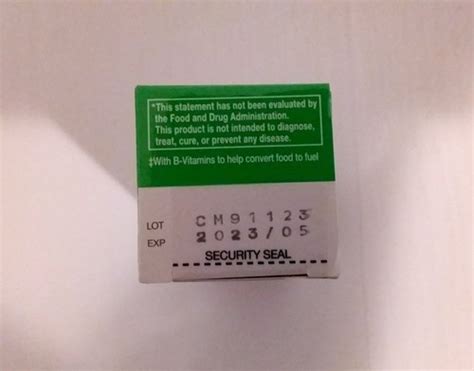 *This statement has not been evaluated by
the Food and Drug Administration.
This product is not intended to diagnose,
treat, cure, or prevent any disease.
‡With B-Vitamins to help convert food to fuel
LOT CM91123
EXP 2023/05
SECURITY SEAL